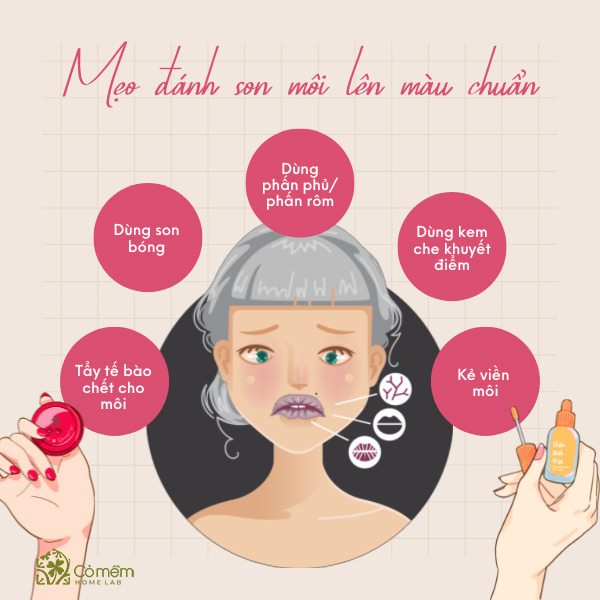 Mẹo đánh son môi lên màu chuẩn
Dùng
phấn phủ/
phấn rôm
Dùng son
bóng
Dùng kem
che khuyết
điểm
Tẩy tế bào
chết cho
môi
Kẻ viền
môi
Cỏ mềm
HOME LAB